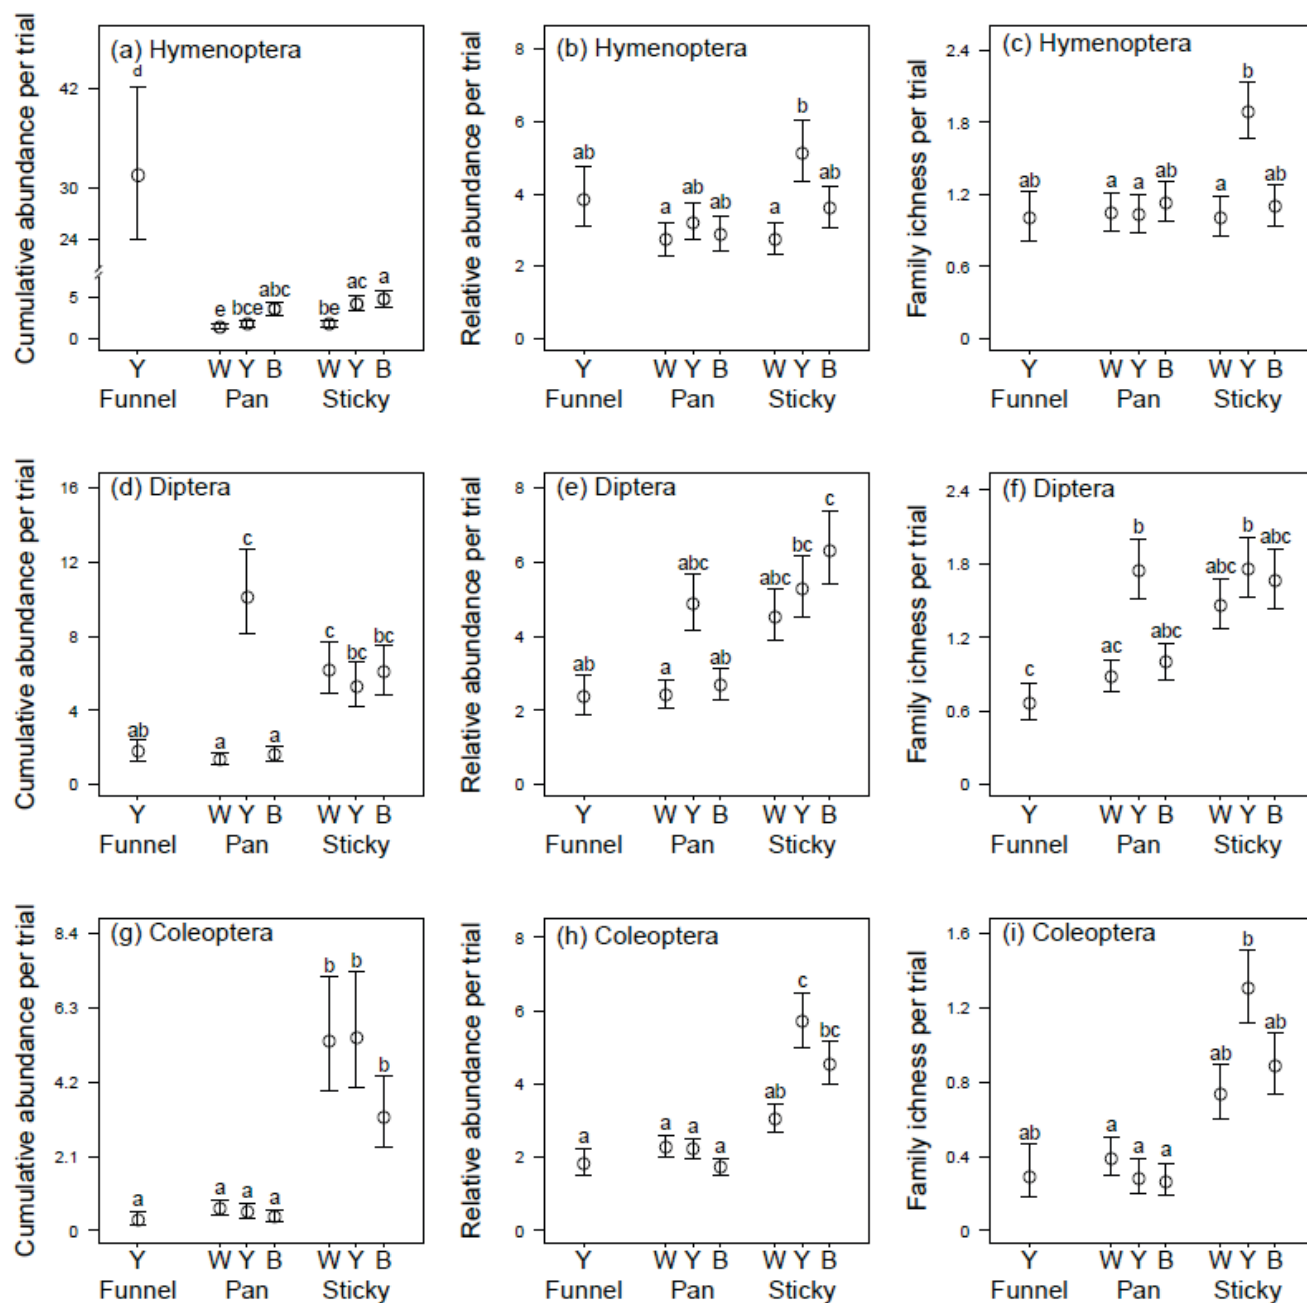 (a) Hymenoptera
Cumulative abundance per trial
42
30
24
5
0
d
e
bce
abc
be
ac
a
Y
W Y B
W Y B
Funnel
Pan
Sticky
(b) Hymenoptera
Relative abundance per trial
8
6
4
2
0
ab
a
ab
ab
a
b
ab
Y
W Y B
W Y B
Funnel
Pan
Sticky
(c) Hymenoptera
Family ichness per trial
2.4
1.8
1.2
0.6
0
ab
a
a
ab
a
b
ab
Y
W Y B
W Y B
Funnel
Pan
Sticky
(d) Diptera
Cumulative abundance per trial
16
12
8
4
0
ab
a
c
a
c
bc
bc
Y
W Y B
W Y B
Funnel
Pan
Sticky
(e) Diptera
Relative abundance per trial
8
6
4
2
0
ab
a
abc
ab
abc
bc
c
Y
W Y B
W Y B
Funnel
Pan
Sticky
(f) Diptera
Family ichness per trial
2.4
1.8
1.2
0.6
0
c
ac
b
abc
abc
b
abc
Y
W Y B
W Y B
Funnel
Pan
Sticky
(g) Coleoptera
Cumulative abundance per trial
8.4
6.3
4.2
2.1
0
a
a
a
a
b
b
b
Y
W Y B
W Y B
Funnel
Pan
Sticky
(h) Coleoptera
Relative abundance per trial
8
6
4
2
0
a
a
a
a
ab
c
bc
Y
W Y B
W Y B
Funnel
Pan
Sticky
(i) Coleoptera
Family ichness per trial
1.6
1.2
0.8
0.4
0
ab
a
a
a
ab
b
ab
Y
W Y B
W Y B
Funnel
Pan
Sticky